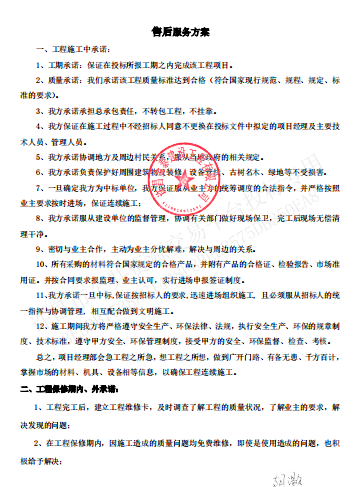 售后服务方案
一、工程施工中承诺:
1、工期承诺:保证在投标所报工期之内完成该工程项目。
2、质量承诺:我们承诺该工程质量标准达到合格(符合国家现行规范、规程、规定、标
准的要求)。
3、我方承诺承担总承包责任,不转包工程,不挂靠。
4、我方保证在施工过程中不经招标人同意不更换在投标文件中拟定的项目经理及主要技
术人员、管理人员。
5、我方承诺协调地方及周边村民关系,服从当地政府的相关规定。
6、我方承诺负责保护好周围建筑物及装修、设备管线、古树名木、绿地等不受损害。
7、一旦确定我方为中标单位,我方保证服从业主方的统筹调度的合法指令,并严格按照
业主要求按时进场,保证连续施工;
8、我方承诺服从建设单位的监督管理,协调有关部门做好现场保卫,完工后现场无偿清
理干净。
9、密切与业主合作,主动为业主分忧解难,解决与周边的关系。
10、所有采购的材料符合国家规定的合格产品,并附有产品的合格证、检验报告、市场准
用证。并按合同要求报监理、业主认可,实行进场申报签证制度。
11、我方承诺一旦中标,保证按招标人的要求,迅速进场组织施工,且必须服从招标人的统
一指挥与协调管理,相互配合做到文明施工。
12、施工期间我方将严格遵守安全生产、环保法律、法规,执行安全生产、环保的规章制
度、技术标准,遵守甲方安全、环保管理制度,接受甲方的安全、环保监督、检查、考核。
总之,项目经理部会急工程之所急,想工程之所想,做到广开门路、有备无患、千方百计,
掌握市场的材料、机具、设备相等信息,以确保工程连续施工。
二、工程保修期内、外承诺:
1、工程完工后,建立工程维修卡,及时调查了解工程的质量状况,了解业主的要求,解
决发现的问题;
2、在工程保修期内,因施工造成的质量问题均免费维修,即使是使用造成的问题,也积
极给予解决;